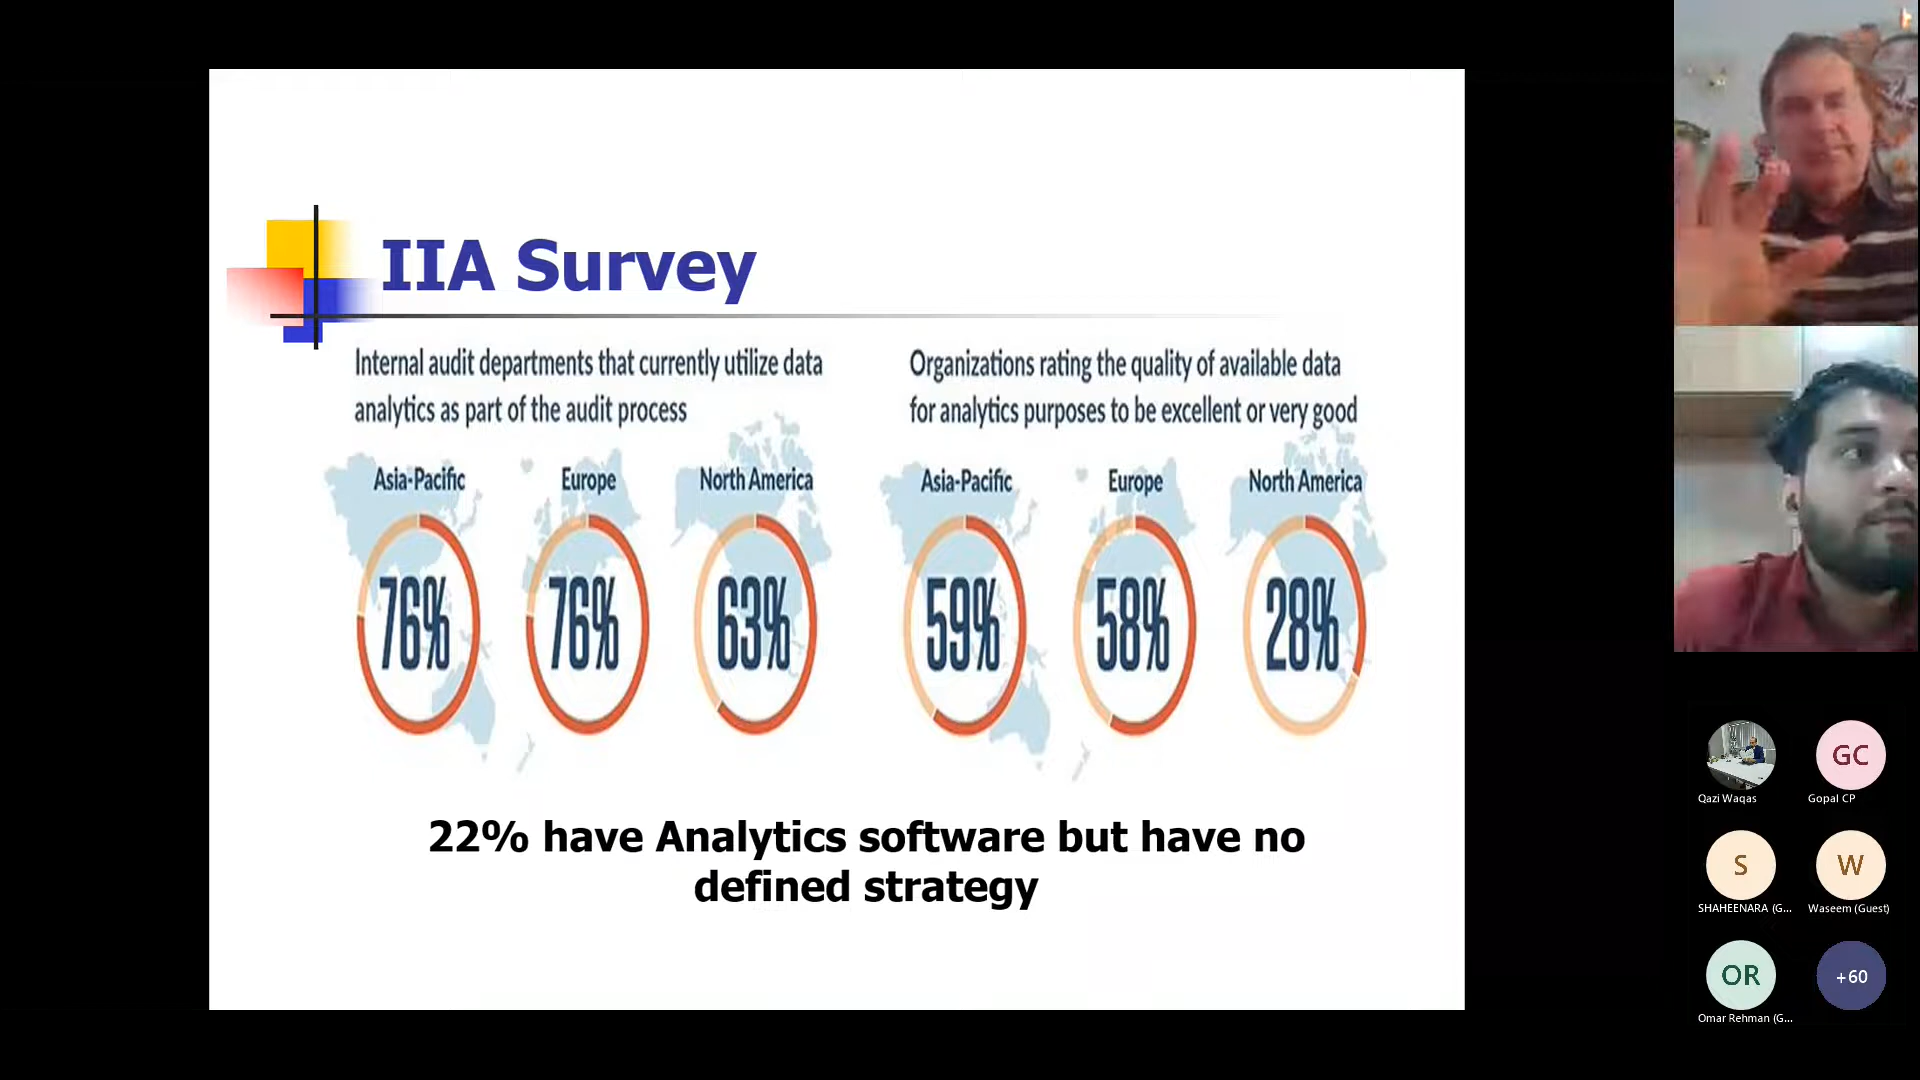 IIA Survey
Internal audit departments that currently utilize data
analytics as part of the audit process
Asia-Pacific
Europe
North America
76%
76%
63%
Organizations rating the quality of available data
for analytics purposes to be excellent or very good
Asia-Pacific
Europe
North America
59%
58%
28%
22% have Analytics software but have no
defined strategy
Qazi Waqas
GC
Gopal CP
S
SHAHEENARA (G...
W
Waseem (Guest)
OR
Omar Rehman (G...
+60